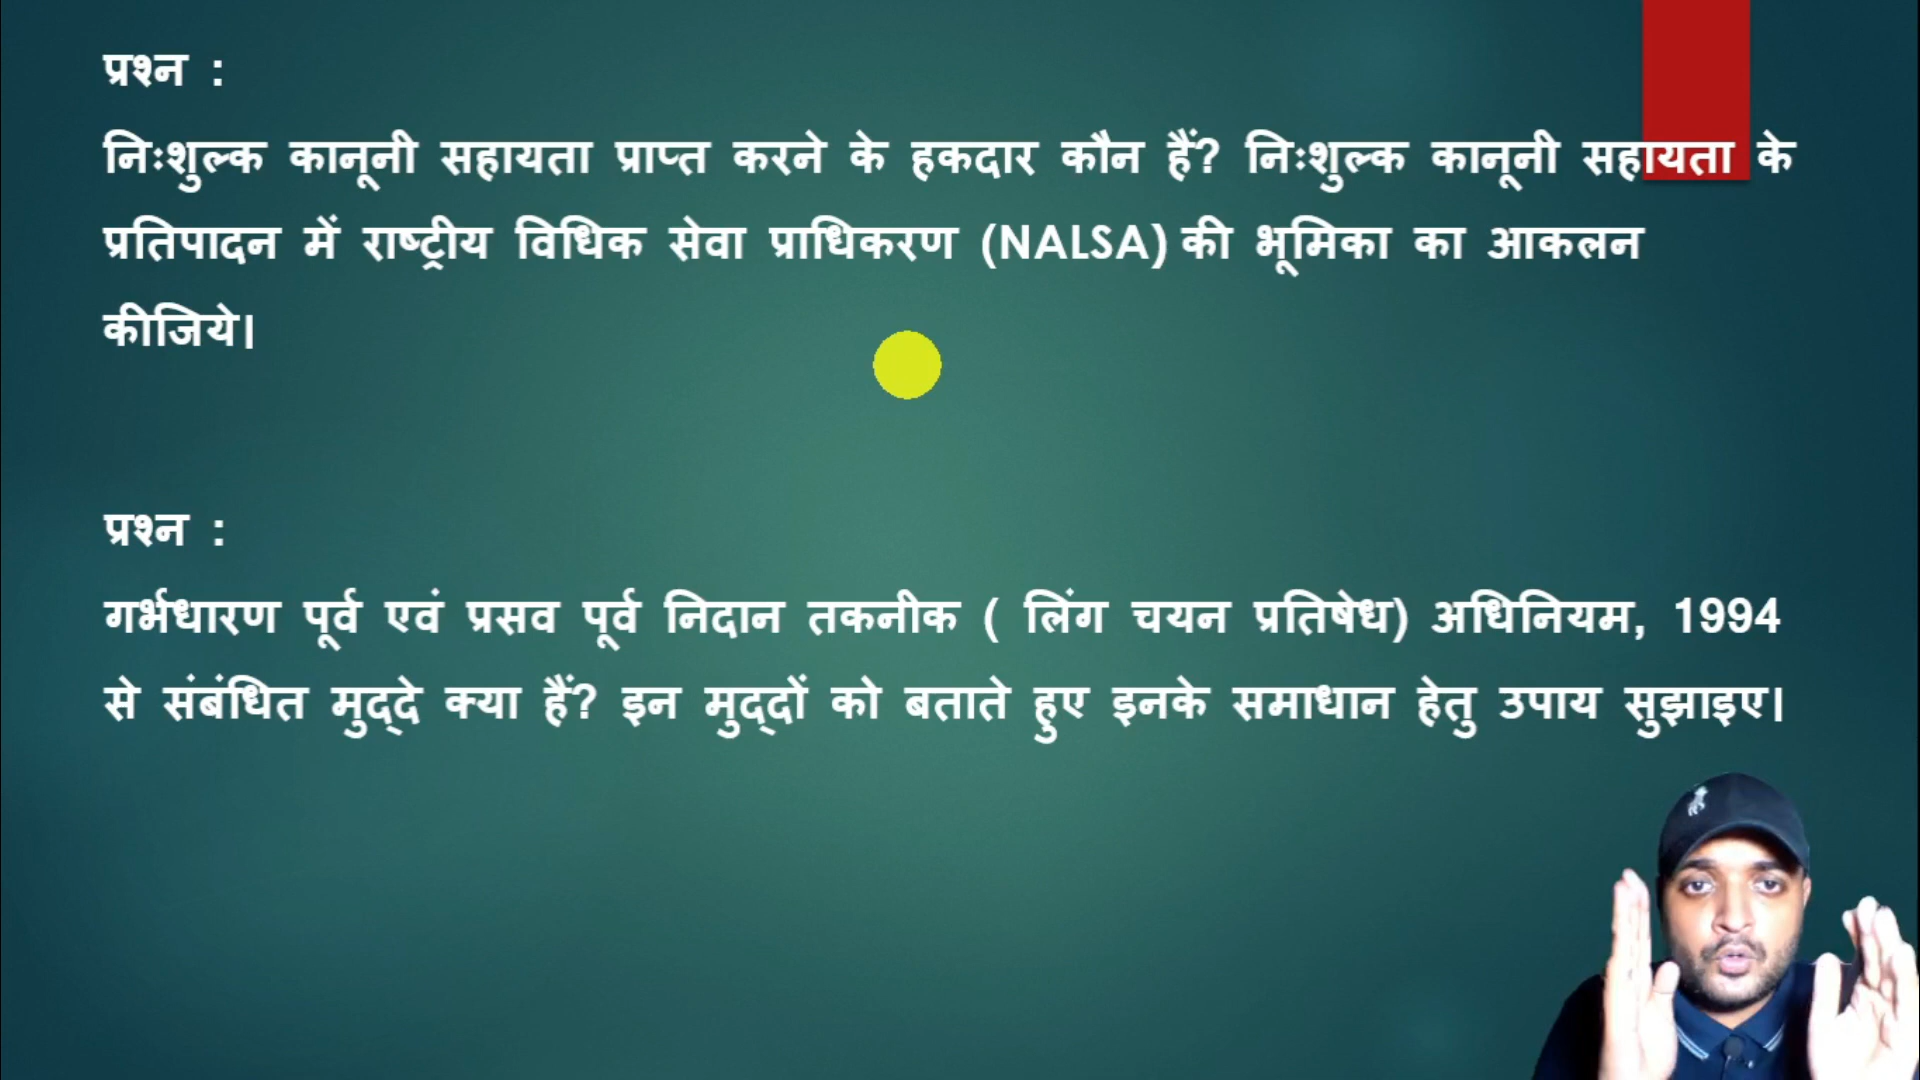 प्रश्न :
निःशुल्क कानूनी सहायता प्राप्त करने के हकदार कौन हैं? निःशुल्क कानूनी सहायता के
प्रतिपादन में राष्ट्रीय विधिक सेवा प्राधिकरण (NALSA) की भूमिका का आकलन
कीजिये।
प्रश्न :
गर्भधारण पूर्व एवं प्रसव पूर्व निदान तकनीक ( लिंग चयन प्रतिषेध) अधिनियम, 1994
से संबंधित मुद्दे क्या हैं? इन मुद्दों को बताते हुए इनके समाधान हेतु उपाय सुझाइए।